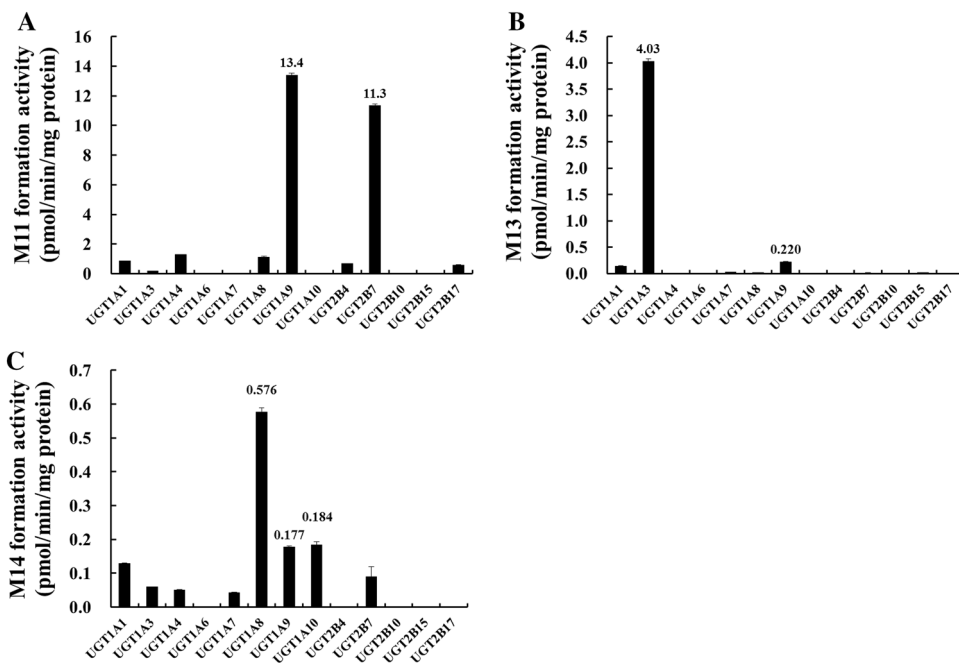 A
M11 formation activity
(pmol/min/mg protein)
16
14
12
10
8
6
4
2
0
13.4
11.3
UGT1A1
UGT1A3
UGT1A4
UGT1A6
UGT1A7
UGT1A8
UGT1A9
UGT1A10
UGT2B4
UGT2B7
UGT2B10
UGT2B15
UGT2B17
B
M13 formation activity
(pmol/min/mg protein)
4.5
4.0
3.5
3.0
2.5
2.0
1.5
1.0
0.5
0.0
4.03
0.220
UGT1A1
UGT1A3
UGT1A4
UGT1A6
UGT1A7
UGT1A8
UGT1A9
UGT1A10
UGT2B4
UGT2B7
UGT2B10
UGT2B15
UGT2B17
C
M14 formation activity
(pmol/min/mg protein)
0.7
0.6
0.5
0.4
0.3
0.2
0.1
0.0
0.576
0.177
0.184
UGT1A1
UGT1A3
UGT1A4
UGT1A6
UGT1A7
UGT1A8
UGT1A9
UGT1A10
UGT2B4
UGT2B7
UGT2B10
UGT2B15
UGT2B17